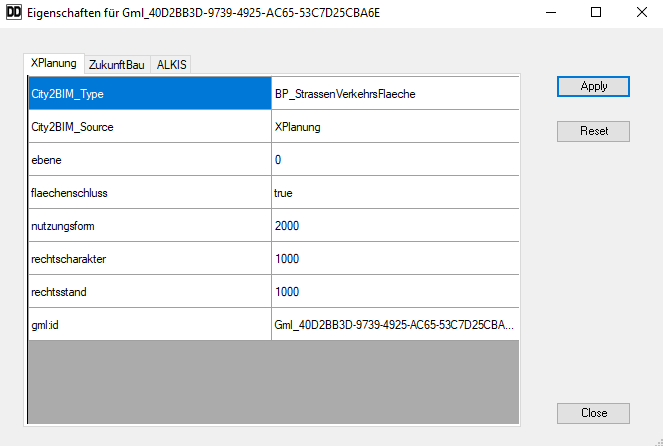 DD Eigenschaften für Gml_40D2BB3D-9739-4925-AC65-53C7D25CBA6E
XPlanung ZukunftBau ALKIS
City2BIM_Type BP_StrassenVerkehrsFlaeche
City2BIM_Source XPlanung
ebene 0
flaechenschluss true
nutzungsform 2000
rechtscharakter 1000
rechtsstand 1000
gml:id Gml_40D2BB3D-9739-4925-AC65-53C7D25CBA...
Apply
Reset
Close